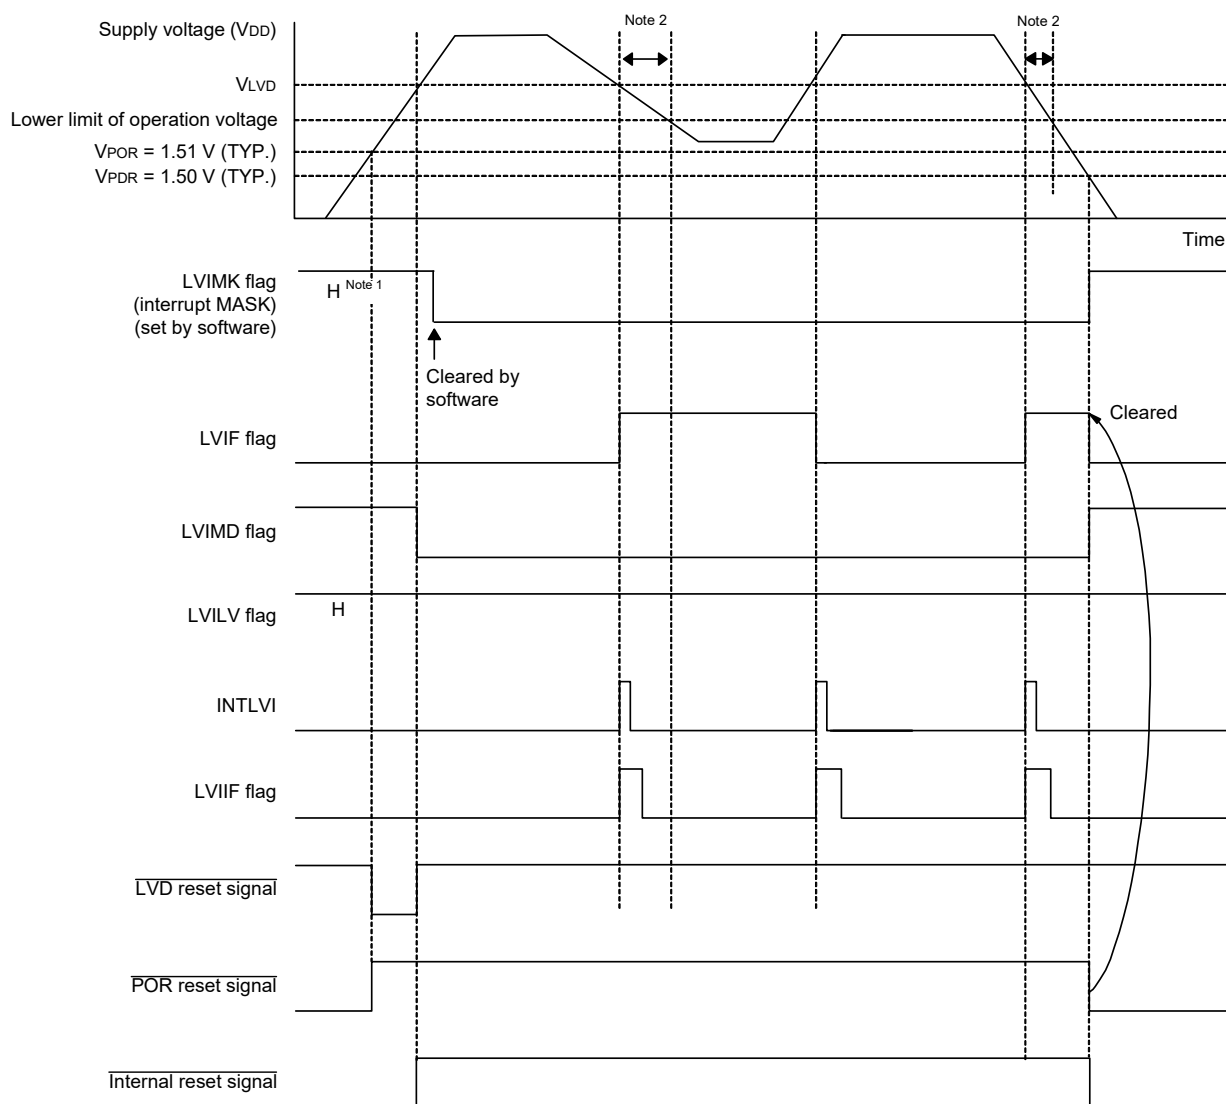 Note 2
Note 2
Supply voltage (VDD)
VLVD
Lower limit of operation voltage
VPOR = 1.51 V (TYP.)
VPDR = 1.50 V (TYP.)
Time
LVIMK flag
(interrupt MASK)
(set by software)
H Note 1
Cleared by
software
Cleared
LVIF flag
LVIMD flag
LVILV flag
H
INTLVI
LVIIF flag
LVD reset signal
POR reset signal
Internal reset signal